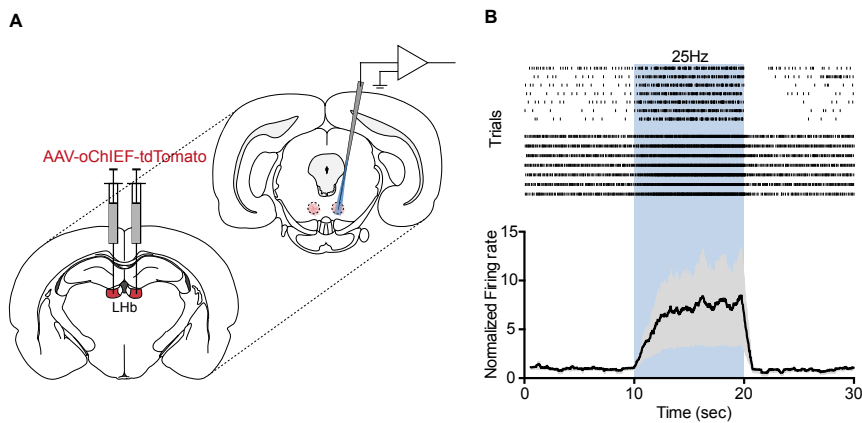 A
AAV-oChIEF-tdTomato
LHb
B
25Hz
Trials
Normalized Firing rate
15
10
5
0
0 10 20 30
Time (sec)